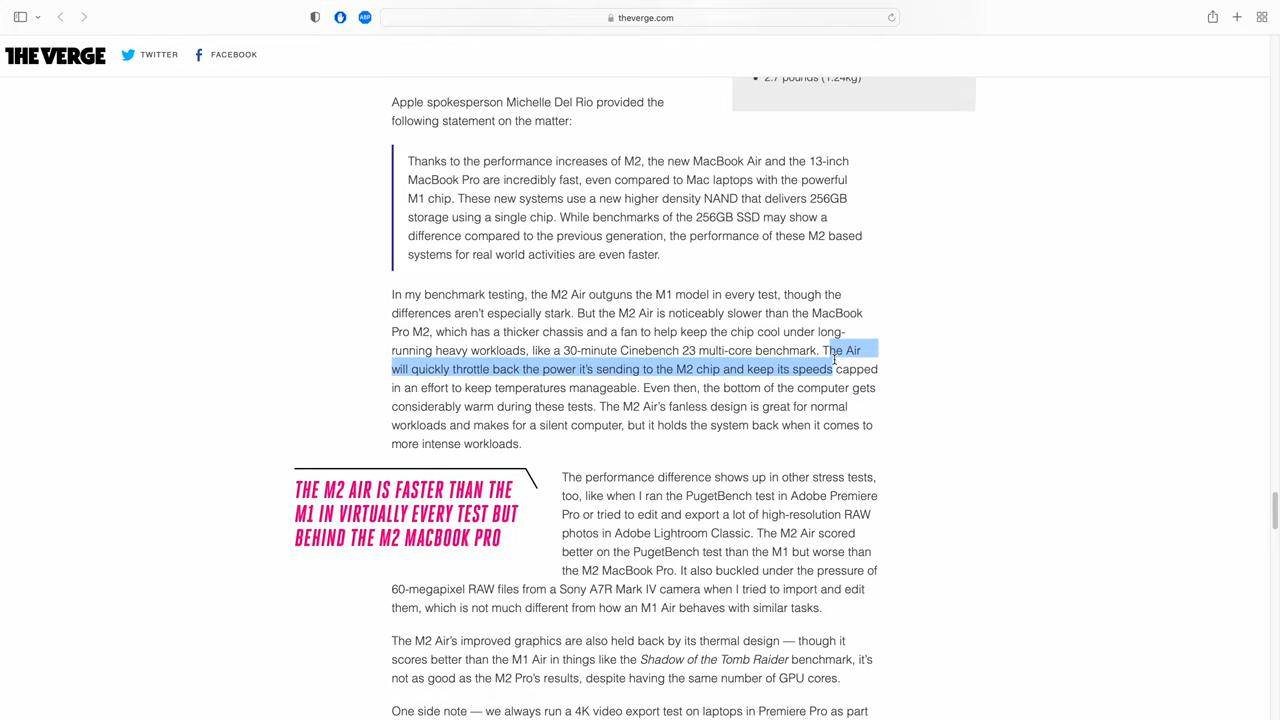 theverge.com
THE VERGE
TWITTER
FACEBOOK
2.7 pounds (1.24kg)
Apple spokesperson Michelle Del Rio provided the
following statement on the matter:
Thanks to the performance increases of M2, the new MacBook Air and the 13-inch
MacBook Pro are incredibly fast, even compared to Mac laptops with the powerful
M1 chip. These new systems use a new higher density NAND that delivers 256GB
storage using a single chip. While benchmarks of the 256GB SSD may show a
difference compared to the previous generation, the performance of these M2 based
systems for real world activities are even faster.
In my benchmark testing, the M2 Air outguns the M1 model in every test, though the
differences aren't especially stark. But the M2 Air is noticeably slower than the MacBook
Pro M2, which has a thicker chassis and a fan to help keep the chip cool under long-
running heavy workloads, like a 30-minute Cinebench 23 multi-core benchmark. The Air
will quickly throttle back the power it's sending to the M2 chip and keep its speeds capped
in an effort to keep temperatures manageable. Even then, the bottom of the computer gets
considerably warm during these tests. The M2 Air's fanless design is great for normal
workloads and makes for a silent computer, but it holds the system back when it comes to
more intense workloads.
THE M2 AIR IS FASTER THAN THE
M1 IN VIRTUALLY EVERY TEST BUT
BEHIND THE M2 MACBOOK PRO
The performance difference shows up in other stress tests,
too, like when I ran the PugetBench test in Adobe Premiere
Pro or tried to edit and export a lot of high-resolution RAW
photos in Adobe Lightroom Classic. The M2 Air scored
better on the PugetBench test than the M1 but worse than
the M2 MacBook Pro. It also buckled under the pressure of
60-megapixel RAW files from a Sony A7R Mark IV camera when I tried to import and edit
them, which is not much different from how an M1 Air behaves with similar tasks.
The M2 Air's improved graphics are also held back by its thermal design — though it
scores better than the M1 Air in things like the Shadow of the Tomb Raider benchmark, it's
not as good as the M2 Pro's results, despite having the same number of GPU cores.
One side note — we always run a 4K video export test on laptops in Premiere Pro as part